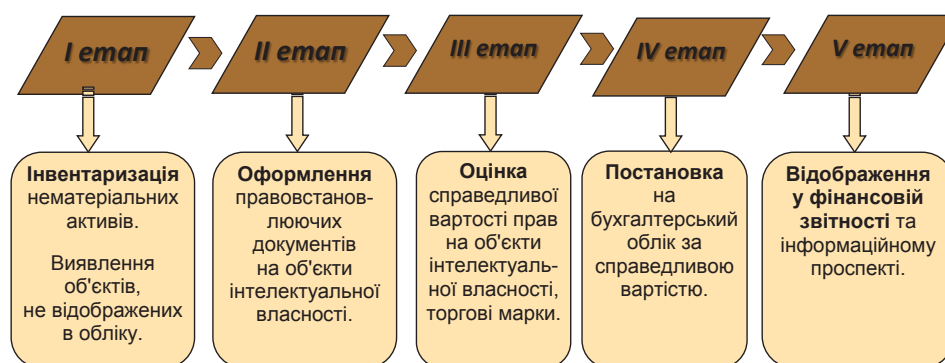 I етап
II етап
III етап
IV етап
V етап
Інвентаризація
нематеріальних
активів.
Виявлення
об'єктів,
не відображених
в обліку.
Оформлення
правовстанов-
люючих
документів
на об'єкти
інтелектуальної
власності.
Оцінка
справедливої
вартості прав
на об'єкти
інтелектуаль-
ної власності,
торгові марки.
Постановка
на
бухгалтерський
облік за
справедливою
вартістю.
Відображення
у фінансовій
звітності та
інформаційному
проспекті.